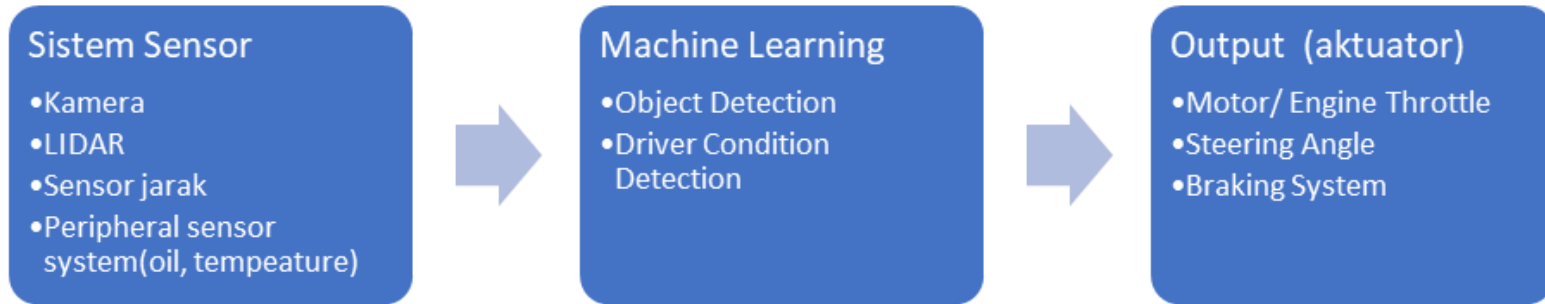 Sistem Sensor
•Kamera
•LIDAR
•Sensor jarak
•Peripheral sensor
system(oil, tempeature)
Machine Learning
•Object Detection
•Driver Condition
Detection
Output (aktuator)
•Motor/ Engine Throttle
•Steering Angle
•Braking System